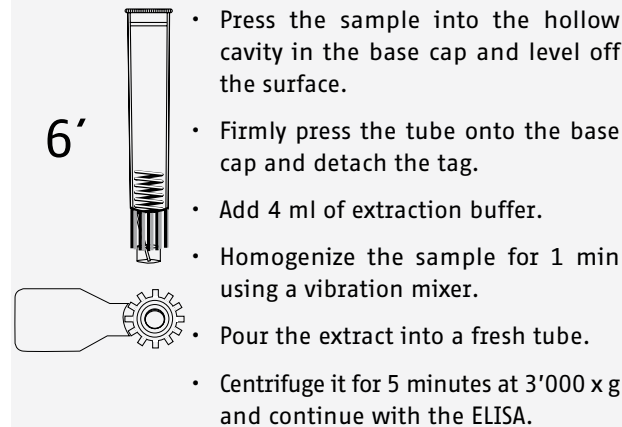 6´
· Press the sample into the hollow
cavity in the base cap and level off
the surface.
· Firmly press the tube onto the base
cap and detach the tag.
· Add 4 ml of extraction buffer.
· Homogenize the sample for 1 min
using a vibration mixer.
· Pour the extract into a fresh tube.
· Centrifuge it for 5 minutes at 3’000 x g
and continue with the ELISA.